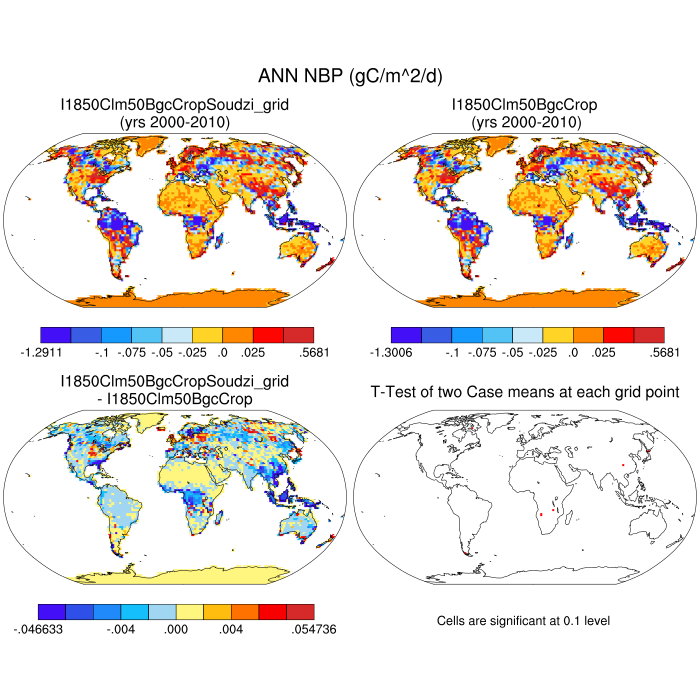 ANN NBP (gC/m^2/d)
I1850Clm50BgcCropSoudzi_grid
(yrs 2000-2010)
I1850Clm50BgcCrop
(yrs 2000-2010)
-1.2911 -.1 -.075 -.05 -.025 .0 .025 .5681
-1.3006 -.1 -.075 -.05 -.025 .0 .025 .5681
I1850Clm50BgcCropSoudzi_grid
- I1850Clm50BgcCrop
T-Test of two Case means at each grid point
-.046633 -.004 .000 .004 .054736
Cells are significant at 0.1 level